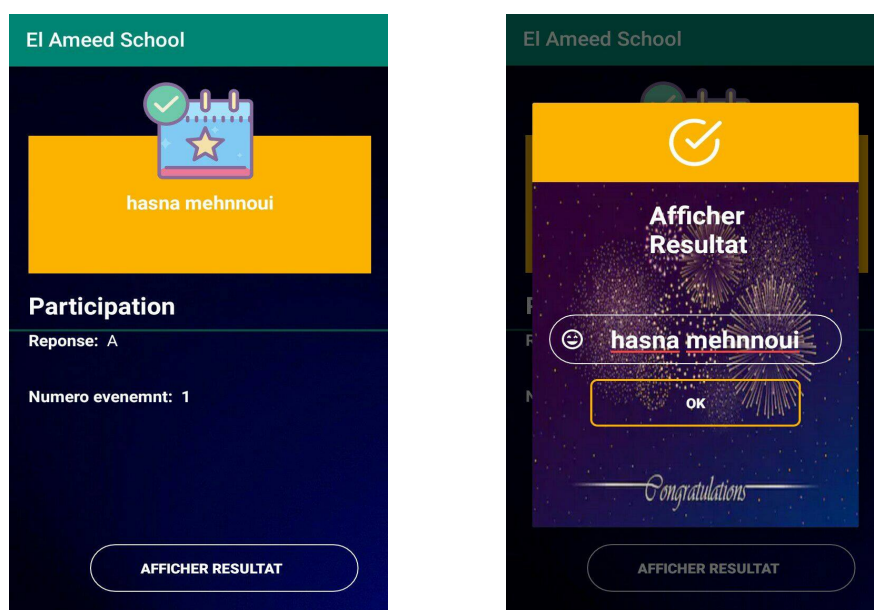 El Ameed School
hasna mehnnoui
Participation
Reponse: A
Numero evenemnt: 1
AFFICHER RESULTAT
El Ameed School
Afficher
Resultat
hasna mehnnoui
OK
Congratulations
AFFICHER RESULTAT